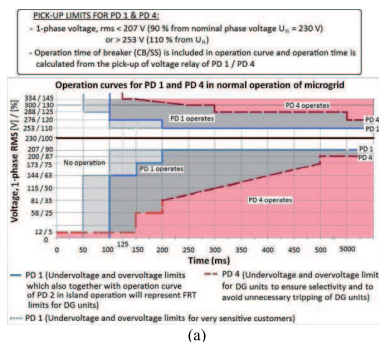 PICK-UP LIMITS FOR PD 1 & PD 4:
- 1-phase voltage, rms < 207 V (90 % from nominal phase voltage Un = 230 V)
or > 253 V (110 % from Un)
- Operation time of breaker (CB/SS) is included in operation curve and operation time is
calculated from the pick-up of voltage relay of PD 1 / PD 4
Operation curves for PD 1 and PD 4 in normal operation of microgrid
Voltage,1-phase RMS[V] / [%]
334 / 145
300/130
288/125
276 /120
253 /110
230/100
207 / 90
200 / 87
173 / 75
144 / 63
115 / 50
81 / 38
58 / 25
12 / 5
0
PD 4 operates
PD 1 operates
PD 4
PD 1
No operation
PD 1 operates
PD 4 operates
PD 1
PD 4
0 50 100 125 150 200 250 300 350 400 450 500 5000
Time (ms)
PD 1 (Undervoltage and overvoltage limits
which also together with operation curve
of PD 2 in island operation will represent FRT
limits for DG units)
PD 4 (Undervoltage and overvoltage limits
for DG units to ensure selectivity and to
avoid unnecessary tripping of DG units)
PD 1 (Undervoltage and overvoltage limits for very sensitive customers)
(a)